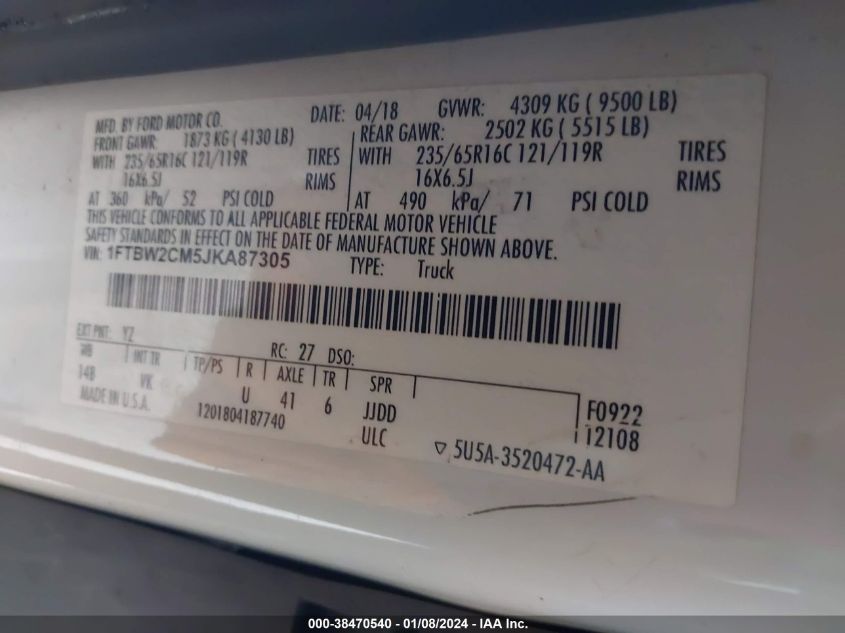 MFD. BY FORD MOTOR CO. DATE: 04/18 GVWR: 4309 KG ( 9500 LB)
FRONT GAWR: 1873 KG ( 4130 LB) REAR GAWR: 2502 KG ( 5515 LB)
WITH 235/65R16C 121/119R TIRES WITH 235/65R16C 121/119R TIRES
16X6.5J RIMS 16X6.5J RIMS
AT 360 kPa/ 52 PSI COLD AT 490 kPa/ 71 PSI COLD
THIS VEHICLE CONFORMS TO ALL APPLICABLE FEDERAL MOTOR VEHICLE
SAFETY STANDARDS IN EFFECT ON THE DATE OF MANUFACTURE SHOWN ABOVE.
VIN: 1FTBW2CM5JKA87305 TYPE: Truck
EXT PNT: YZ RC: 27 DSO:
WB INT TR TP/PS R AXLE TR SPR
148 VK U 41 6 JJDD F0922
MADE IN U.S.A. 1201804187740 ULC 12108
5U5A-3520472-AA
000-38470540 - 01/08/2024 - IAA Inc.